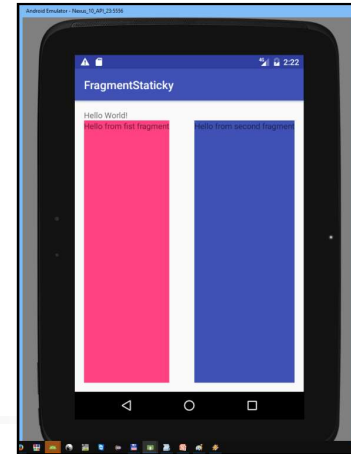 Android Emulator - Nexus_10_API_23:5556
2:22
FragmentStaticky
Hello World!
Hello from fist fragment
Hello from second fragment